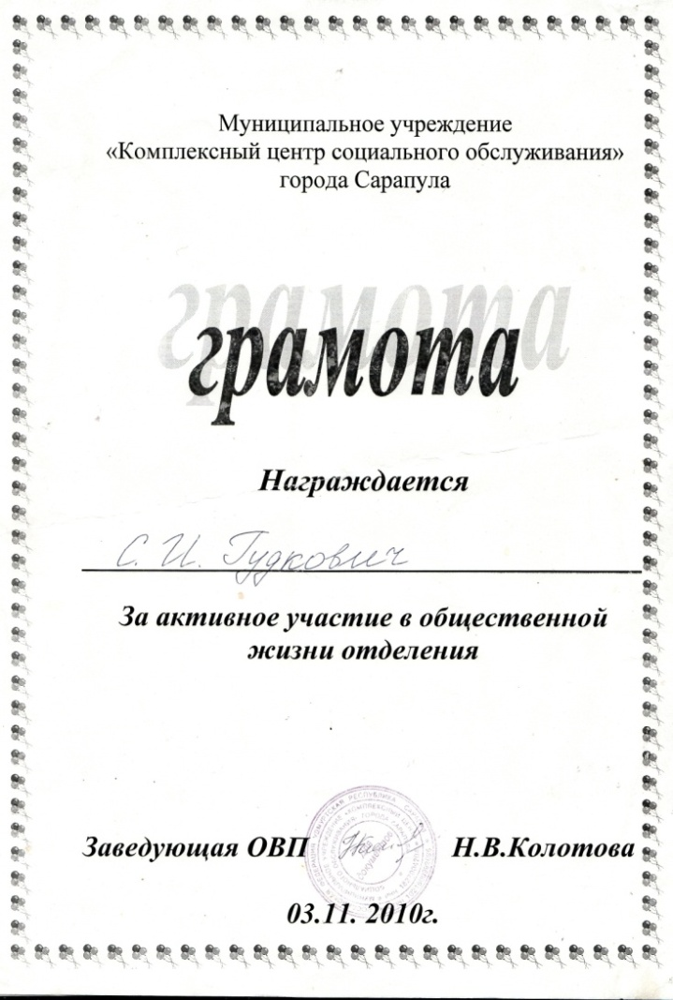 Муниципальное учреждение
«Комплексный центр социального обслуживания»
города Сарапула
грамота
Награждается
С. И. Гудкович
За активное участие в общественной
жизни отделения
Заведующая ОВП Н.В.Колотова
03.11. 2010г.